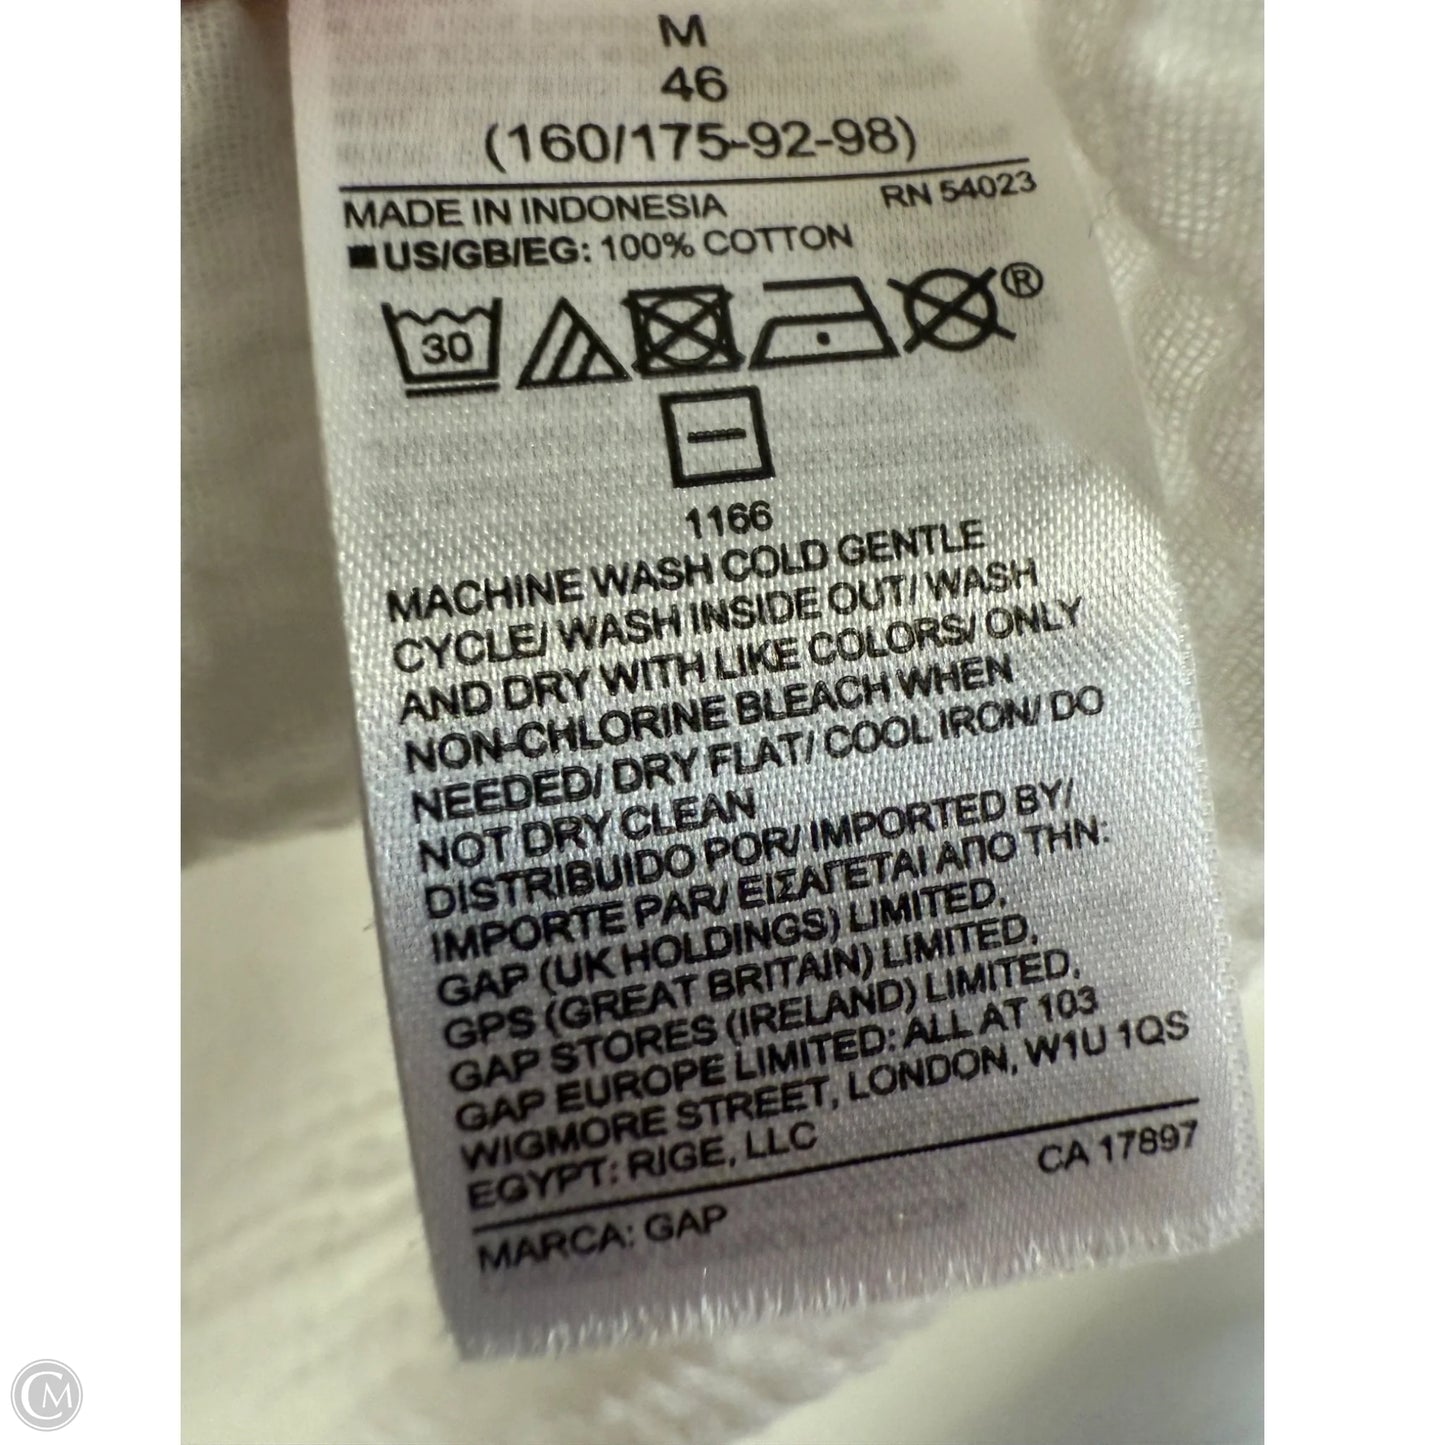 M
46
(160/175-92-98)
MADE IN INDONESIA RN 54023
■US/GB/EG: 100% COTTON
30 ®
1166
MACHINE WASH COLD GENTLE
CYCLE/ WASH INSIDE OUT/ WASH
AND DRY WITH LIKE COLORS/ ONLY
NON-CHLORINE BLEACH WHEN
NEEDED/ DRY FLAT/ COOL IRON/ DO
NOT DRY CLEAN
DISTRIBUIDO POR/ IMPORTED BY/
IMPORTE PAR/ ΕΙΣΑΓΕΤΑΙ ΑΠΟ ΤΗΝ:
GAP (UK HOLDINGS) LIMITED,
GPS (GREAT BRITAIN) LIMITED,
GAP STORES (IRELAND) LIMITED,
GAP EUROPE LIMITED: ALL AT 103
WIGMORE STREET, LONDON, W1U 1QS
EGYPT: RIGE, LLC
MARCA: GAP CA 17897
CM